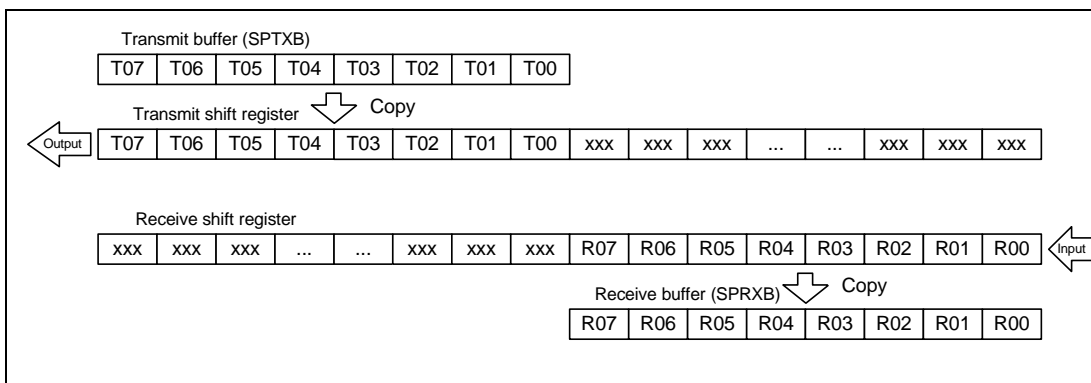 Transmit buffer (SPTXB)
T07 T06 T05 T04 T03 T02 T01 T00
Copy
Transmit shift register
Output T07 T06 T05 T04 T03 T02 T01 T00 xxx xxx xxx ... ... xxx xxx xxx
Receive shift register
xxx xxx xxx ... ... xxx xxx xxx R07 R06 R05 R04 R03 R02 R01 R00 Input
Copy
Receive buffer (SPRXB)
R07 R06 R05 R04 R03 R02 R01 R00